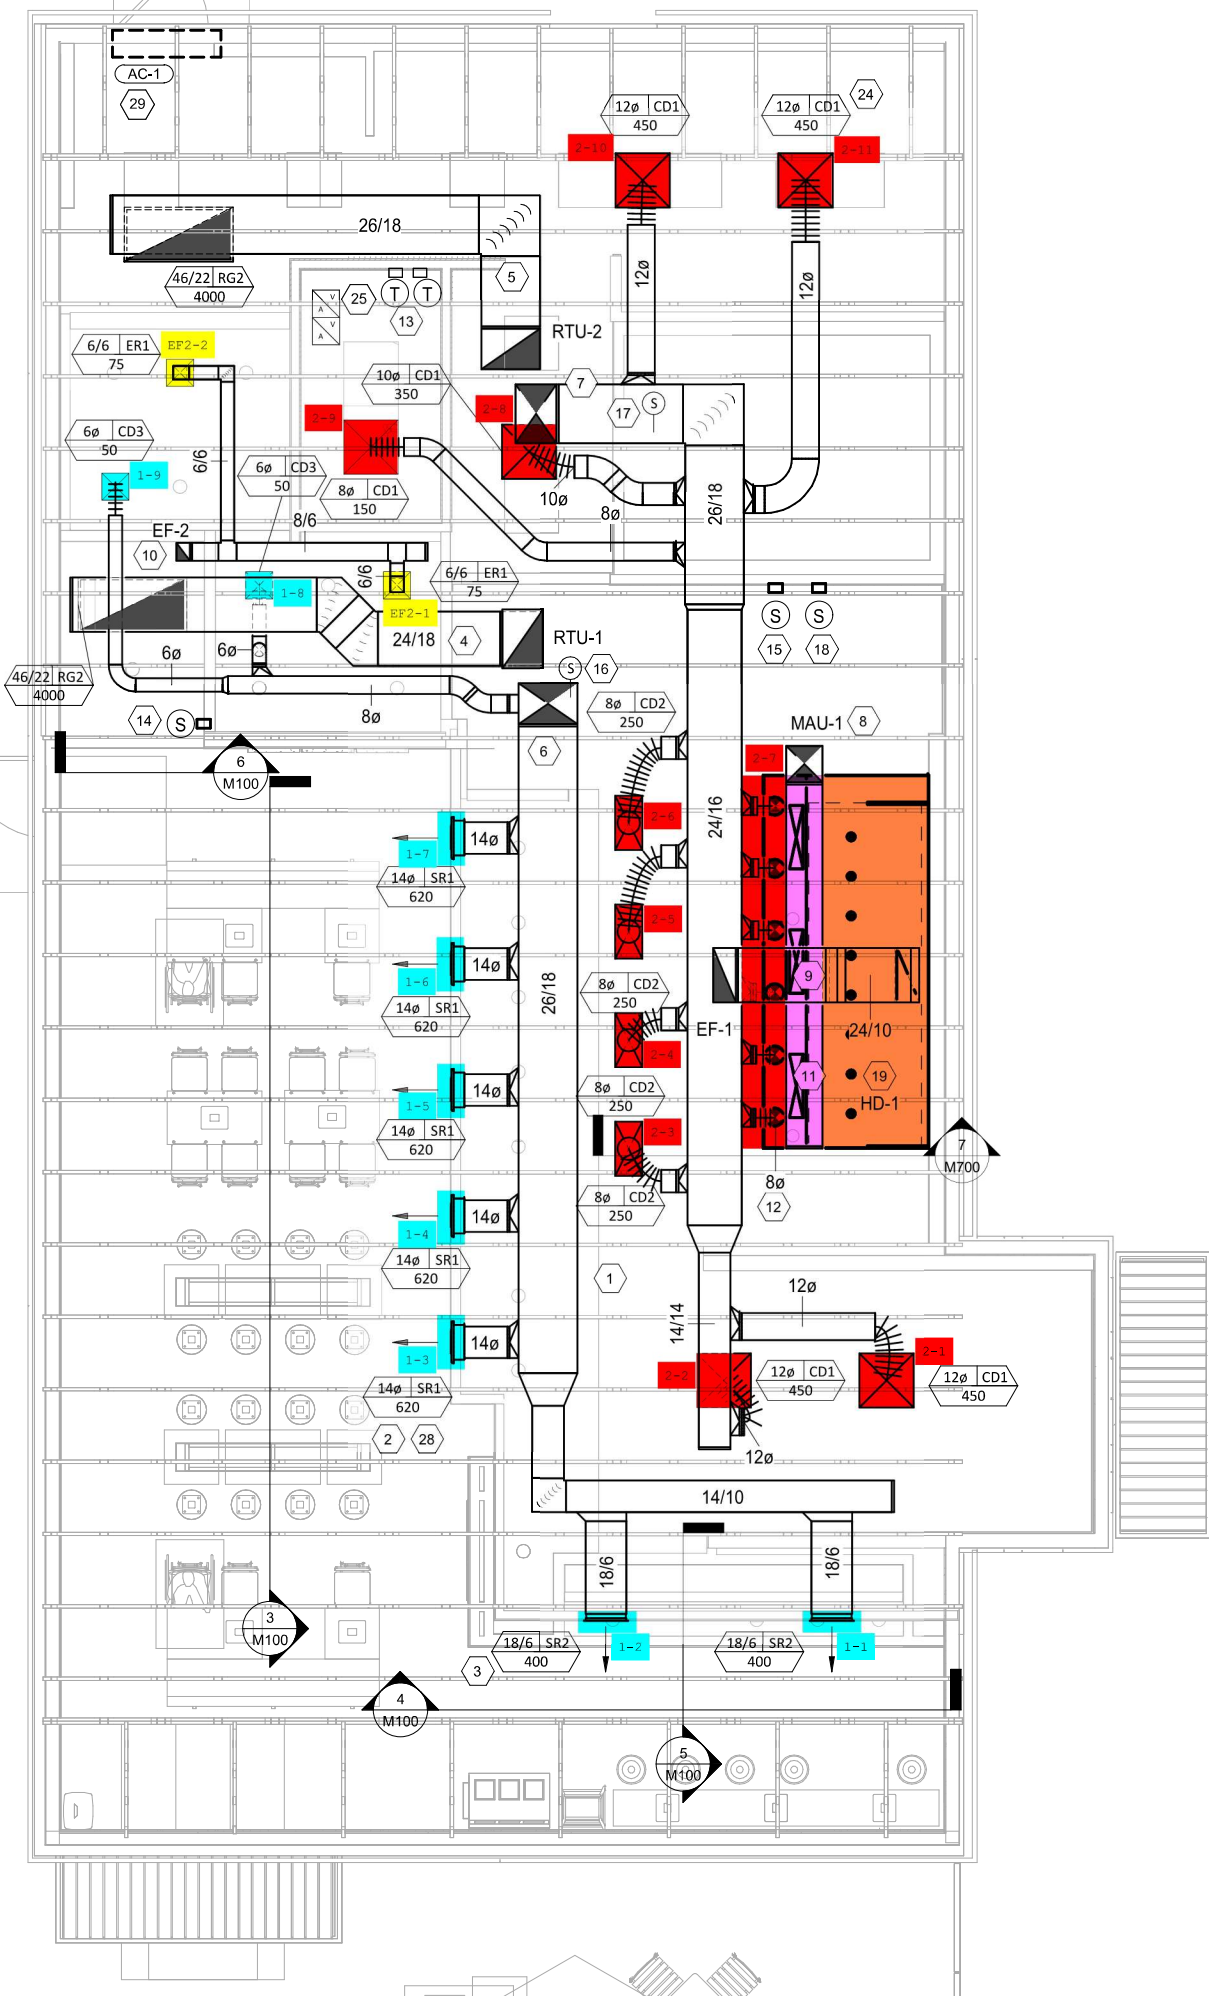 AC-1
29
12ø CD1
450
12ø CD1
450
24
2-10
2-11
26/18
46/22 RG2
4000
5
25
V
A
V
A
T
T
13
12ø
12ø
RTU-2
6/6 ER1
75
EF2-2
10ø CD1
350
7
17
S
2-9
2-8
6ø CD3
50
1-9
6/6
6ø CD3
50
8ø CD1
150
10ø
8ø
26/18
EF-2
8/6
10
6/6
6/6 ER1
75
1-8
EF2-1
24/18
4
RTU-1
S
16
S
S
15
18
46/22 RG2
4000
6ø
6ø
8ø
14
S
8ø CD2
250
MAU-1
8
6
M100
6
2-7
2-6
24/16
14ø
1-7
14ø SR1
620
2-5
14ø
1-6
14ø SR1
620
26/18
8ø CD2
250
9
EF-1
24/10
2-4
11
19
HD-1
14ø
1-5
14ø SR1
620
8ø CD2
250
2-3
7
M700
8ø
12
8ø CD2
250
14ø
1-4
14ø SR1
620
1
12ø
14/14
14ø
1-3
14ø SR1
620
2-2
12ø CD1
450
2-1
12ø CD1
450
2
28
12ø
14/10
18/6
18/6
3
M100
18/6 SR2
400
1-2
18/6 SR2
400
1-1
3
4
M100
5
M100